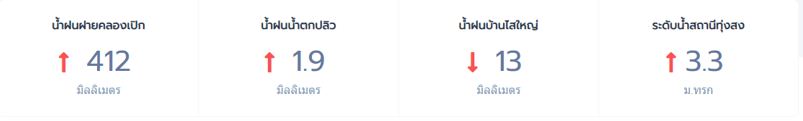 น้ำฝนฝายคลองเปิก
412
มิลลิเมตร
น้ำฝนน้ำตกปลิว
1.9
มิลลิเมตร
น้ำฝนบ้านไสใหญ่
13
มิลลิเมตร
ระดับน้ำสถานีทุ่งสง
3.3
ม.ทรก